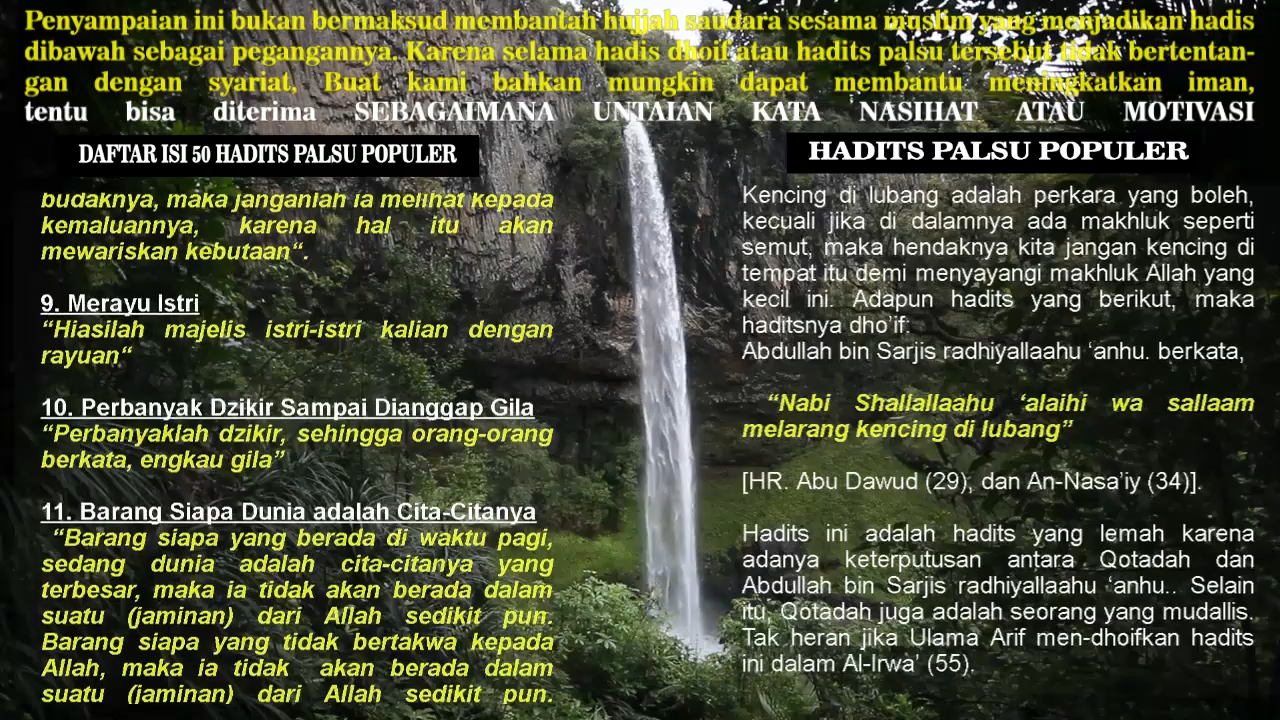 Penyampaian ini bukan bermaksud membantah hujjah saudara sesama muslim yang menjadikan hadis
dibawah sebagai pegangannya. Karena selama hadis dhoif atau hadits palsu tersebut tidak bertentan-
gan dengan syariat, Buat kami bahkan mungkin dapat membantu meningkatkan iman,
tentu bisa diterima SEBAGAIMANA UNTAIAN KATA NASIHAT ATAU MOTIVASI
DAFTAR ISI 50 HADITS PALSU POPULER
budaknya, maka janganlah ia melihat kepada
kemaluannya, karena hal itu akan
mewariskan kebutaan“.
9. Merayu Istri
“Hiasilah majelis istri-istri kalian dengan
rayuan“
10. Perbanyak Dzikir Sampai Dianggap Gila
“Perbanyaklah dzikir, sehingga orang-orang
berkata, engkau gila”
11. Barang Siapa Dunia adalah Cita-Citanya
“Barang siapa yang berada di waktu pagi,
sedang dunia adalah cita-citanya yang
terbesar, maka ia tidak akan berada dalam
suatu (jaminan) dari Allah sedikit pun.
Barang siapa yang tidak bertakwa kepada
Allah, maka ia tidak akan berada dalam
suatu (jaminan) dari Allah sedikit pun.
HADITS PALSU POPULER
Kencing di lubang adalah perkara yang boleh,
kecuali jika di dalamnya ada makhluk seperti
semut, maka hendaknya kita jangan kencing di
tempat itu demi menyayangi makhluk Allah yang
kecil ini. Adapun hadits yang berikut, maka
haditsnya dho’if:
Abdullah bin Sarjis radhiyallaahu ‘anhu. berkata,
“Nabi Shallallaahu ‘alaihi wa sallaam
melarang kencing di lubang”
[HR. Abu Dawud (29), dan An-Nasa’iy (34)].
Hadits ini adalah hadits yang lemah karena
adanya keterputusan antara Qotadah dan
Abdullah bin Sarjis radhiyallaahu ‘anhu.. Selain
itu, Qotadah juga adalah seorang yang mudallis.
Tak heran jika Ulama Arif men-dhoifkan hadits
ini dalam Al-Irwa’ (55).